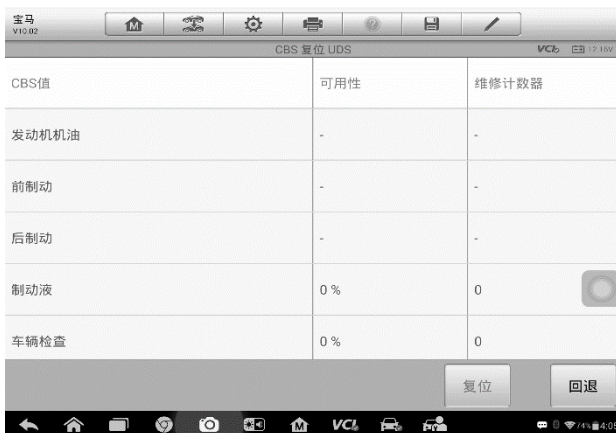 宝马
V10.02
CBS 复位 UDS
VCI
12.16V
CBS值 可用性 维修计数器
发动机机油 - -
前制动 - -
后制动 - -
制动液 0 % 0
车辆检查 0 % 0
复位 回退
VCI
74%